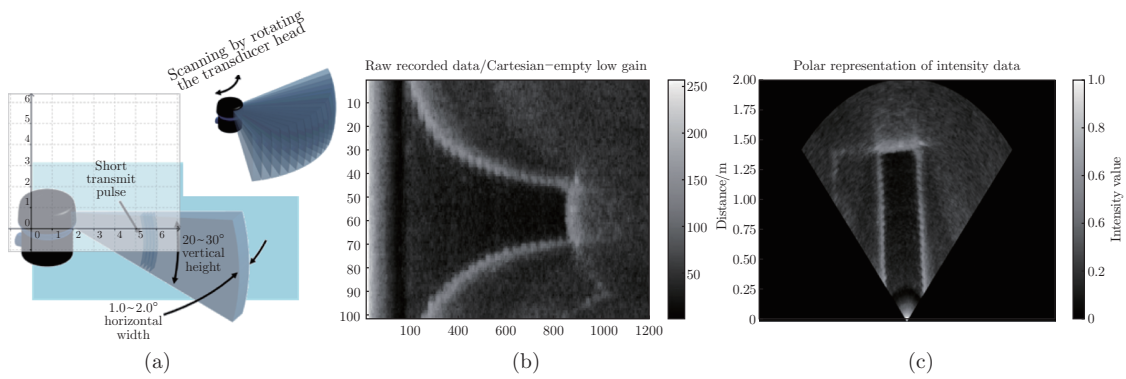 Scanning by rotating
the transducer head
6
5
4
3
2
1
0
0 1 2 3 4 5 6
Short
transmit
pulse
20~30°
vertical
height
1.0~2.0°
horizontal
width
(a)
Raw recorded data/Cartesian−empty low gain
10
20
30
40
50
60
70
80
90
100
100 400 600 800 1000 1200
250
200
150
100
50
(b)
Polar representation of intensity data
Distance/m
2.00
1.75
1.50
1.25
1.00
0.75
0.50
0.25
0
1.0
0.8
0.6
0.4
0.2
0
Intensity value
(c)